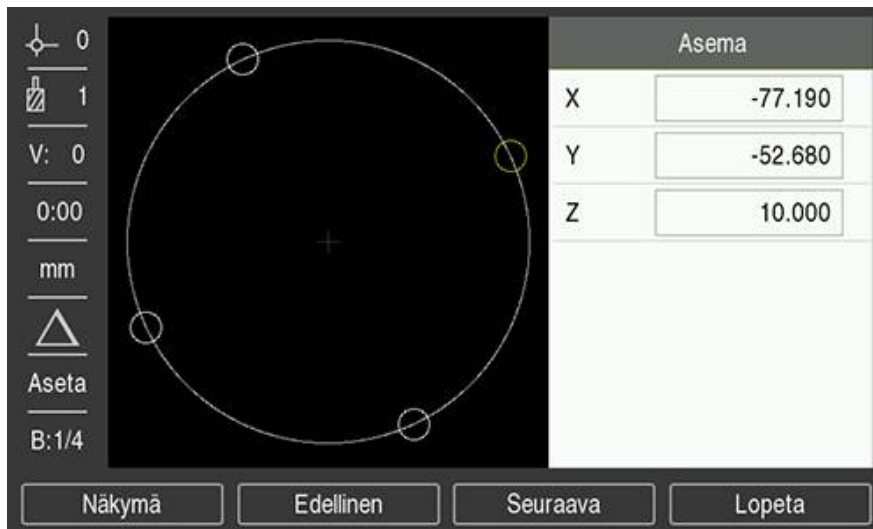 0
1
V: 0
0:00
mm
Aseta
B:1/4
Asema
X -77.190
Y -52.680
Z 10.000
Näkymä Edellinen Seuraava Lopeta